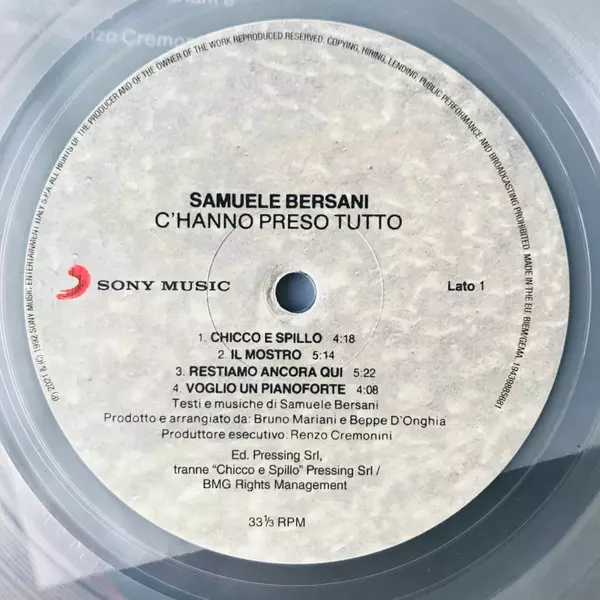 ℗ 2021 & © 1992 SONY MUSIC ENTERTAINMENT ITALY S.P.A. ALL RIGHTS OF THE PRODUCER AND OF THE OWNER OF THE WORK REPRODUCED RESERVED. COPYING, HIRING, LENDING, PUBLIC PERFORMANCE AND BROADCASTING PROHIBITED. MADE IN THE EU. BIEM/GEMA. 19439885681
SAMUELE BERSANI
C'HANNO PRESO TUTTO
SONY MUSIC
Lato 1
1. CHICCO E SPILLO 4:18
2. IL MOSTRO 5:14
3. RESTIAMO ANCORA QUI 5:22
4. VOGLIO UN PIANOFORTE 4:08
Testi e musiche di Samuele Bersani
Prodotto e arrangiato da: Bruno Mariani e Beppe D'Onghia
Produttore esecutivo: Renzo Cremonini
Ed. Pressing Srl,
tranne "Chicco e Spillo" Pressing Srl /
BMG Rights Management
33⅓ RPM